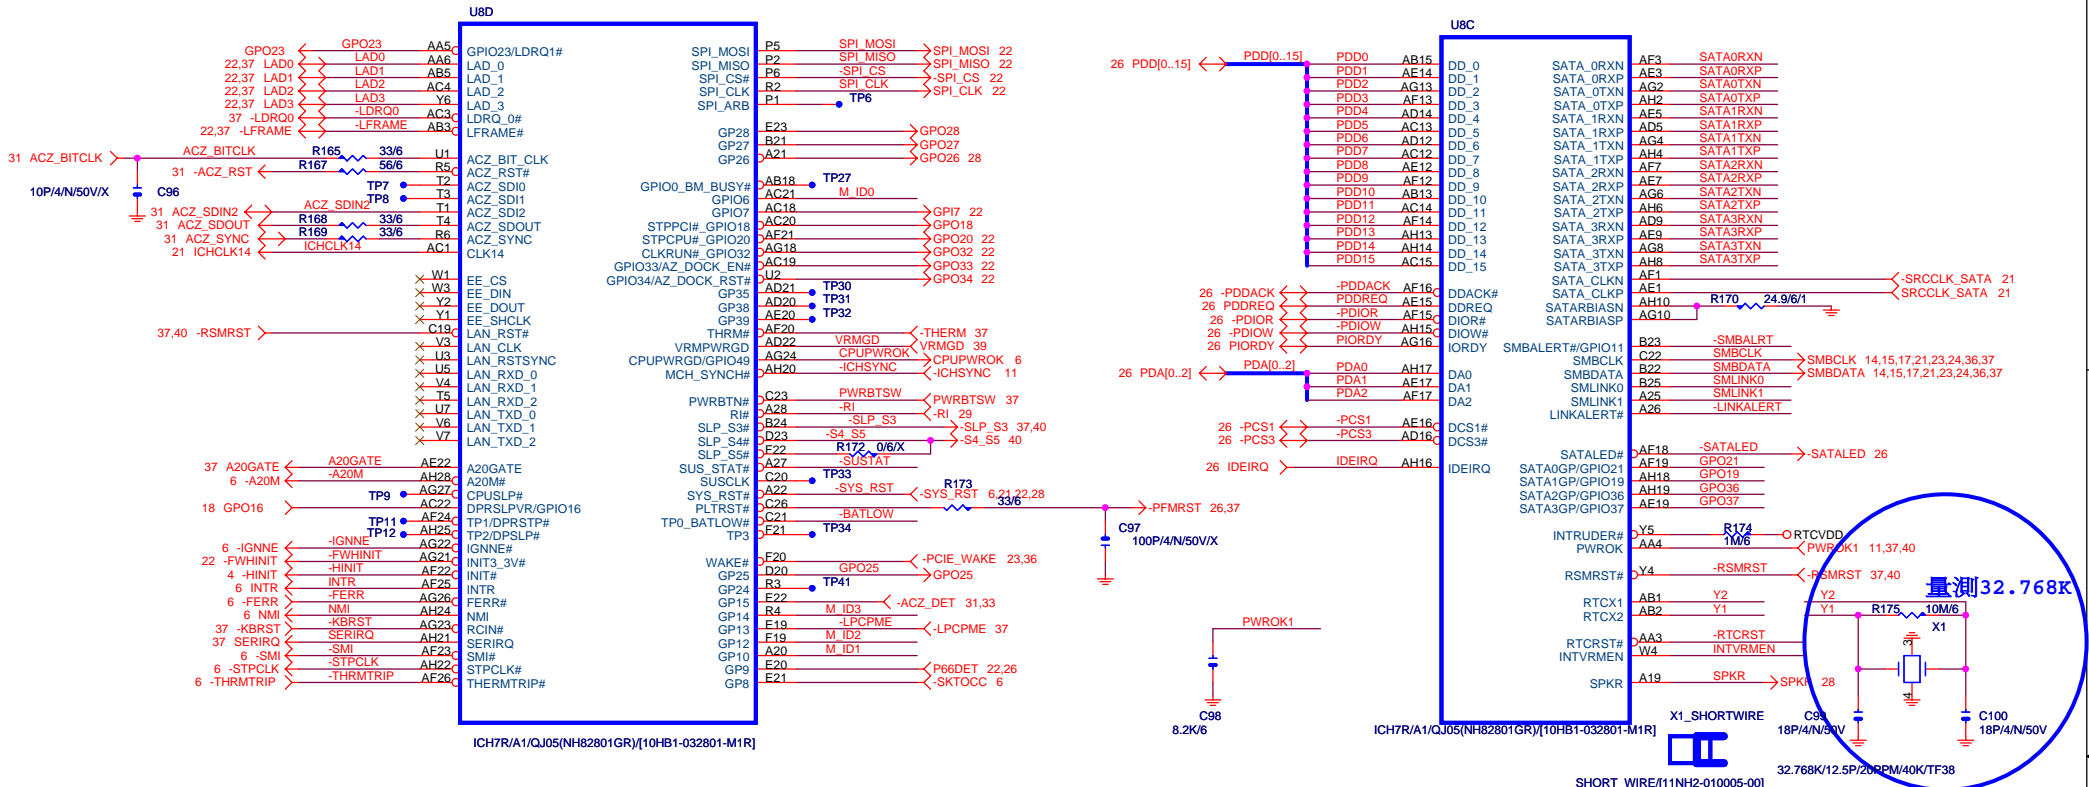 U8D
GPO23 GPO23 AA5 GPIO23/LDRQ1#
22,37 LAD0 LAD0 AA6 LAD_0
22,37 LAD1 LAD1 AB5 LAD_1
22,37 LAD2 LAD2 AC4 LAD_2
22,37 LAD3 LAD3 Y6 LAD_3
37 -LDRQ0 -LDRQ0 AC3 LDRQ_0#
22,37 -LFRAME -LFRAME AB3 LFRAME#
31 ACZ_BITCLK ACZ_BITCLK R165 33/6 U1 ACZ_BIT_CLK
31 -ACZ_RST R167 56/6 R5 ACZ_RST#
10P/4/N/50V/X C96
TP7 T2 ACZ_SDI0
TP8 T3 ACZ_SDI1
31 ACZ_SDIN2 ACZ_SDIN2 T1 ACZ_SDI2
31 ACZ_SDOUT R168 33/6 T4 ACZ_SDOUT
31 ACZ_SYNC R169 33/6 R6 ACZ_SYNC
21 ICHCLK14 ICHCLK14 AC1 CLK14
W1 EE_CS
W3 EE_DIN
Y2 EE_DOUT
Y1 EE_SHCLK
37,40 -RSMRST C19 LAN_RST#
V3 LAN_CLK
U3 LAN_RSTSYNC
U5 LAN_RXD_0
V4 LAN_RXD_1
T5 LAN_RXD_2
U7 LAN_TXD_0
V6 LAN_TXD_1
V7 LAN_TXD_2
37 A20GATE A20GATE AE22 A20GATE
6 -A20M -A20M AH28 A20M#
TP9 AG27 CPUSLP#
18 GPO16 AC22 DPRSLPVR/GPIO16
TP11 AF24 TP1/DPRSTP#
TP12 AH25 TP2/DPSLP#
6 -IGNNE -IGNNE AG22 IGNNE#
22 -FWHINIT -FWHINIT AG21 INIT3_3V#
4 -HINIT -HINIT AF22 INIT#
6 INTR INTR AF25 INTR
6 -FERR -FERR AG26 FERR#
6 NMI NMI AH24 NMI
37 -KBRST -KBRST AG23 RCIN#
37 SERIRQ SERIRQ AH21 SERIRQ
6 -SMI -SMI AF23 SMI#
6 -STPCLK -STPCLK AH22 STPCLK#
6 -THRMTRIP -THRMTRIP AF26 THERMTRIP#
SPI_MOSI P5 SPI_MOSI SPI_MOSI 22
SPI_MISO P2 SPI_MISO SPI_MISO 22
SPI_CS# P6 -SPI_CS -SPI_CS 22
SPI_CLK R2 SPI_CLK SPI_CLK 22
SPI_ARB P1 TP6
GP28 E23 GPO28
GP27 B21 GPO27
GP26 A21 GPO26 28
GPIO0_BM_BUSY# AB18 TP27
GPIO6 AC21 M_ID0
GPIO7 AC18 GPI7 22
STPPCI#_GPIO18 AC20 GPO18
STPCPU#_GPIO20 AF21 GPO20 22
CLKRUN#_GPIO32 AG18 GPO32 22
GPIO33/AZ_DOCK_EN# AC19 GPO33 22
GPIO34/AZ_DOCK_RST# U2 GPO34 22
GP35 AD21 TP30
GP38 AD20 TP31
GP39 AE20 TP32
THRM# AF20 -THERM 37
VRMPWRGD AD22 VRMGD VRMGD 39
CPUPWRGD/GPIO49 AG24 CPUPWROK CPUPWROK 6
MCH_SYNCH# AH20 -ICHSYNC -ICHSYNC 11
PWRBTN# C23 PWRBTSW PWRBTSW 37
RI# A28 -RI -RI 29
SLP_S3# B24 -SLP_S3 -SLP_S3 37,40
SLP_S4# D23 -S4_S5 -S4_S5 40
SLP_S5# F22 R172 0/6/X
SUS_STAT# A27 -SUSTAT
SUSCLK C20 TP33
SYS_RST# A22 -SYS_RST -SYS_RST 6,21,22,28
PLTRST# C26 R173 33/6 -PFMRST 26,37
TP0_BATLOW# C21 -BATLOW
TP3 F21 TP34
C97
100P/4/N/50V/X
WAKE# F20 -PCIE_WAKE 23,36
GP25 D20 GPO25 GPO25
GP24 R3 TP41
GP15 E22 -ACZ_DET 31,33
GP14 R4 M_ID3
GP13 E19 -LPCPME -LPCPME 37
GP12 F19 M_ID2
GP10 A20 M_ID1
GP9 E20 P66DET 22,26
GP8 E21 -SKTOCC 6
ICH7R/A1/QJ05(NH82801GR)/[10HB1-032801-M1R]
U8C
26 PDD[0..15] PDD[0..15] PDD0 AB15 DD_0
PDD1 AE14 DD_1
PDD2 AG13 DD_2
PDD3 AF13 DD_3
PDD4 AD14 DD_4
PDD5 AC13 DD_5
PDD6 AD12 DD_6
PDD7 AC12 DD_7
PDD8 AE12 DD_8
PDD9 AF12 DD_9
PDD10 AB13 DD_10
PDD11 AC14 DD_11
PDD12 AF14 DD_12
PDD13 AH13 DD_13
PDD14 AH14 DD_14
PDD15 AC15 DD_15
26 -PDDACK -PDDACK AF16 DDACK#
26 PDDREQ PDDREQ AE15 DDREQ
26 -PDIOR -PDIOR AF15 DIOR#
26 -PDIOW -PDIOW AH15 DIOW#
26 PIORDY PIORDY AG16 IORDY
26 PDA[0..2] PDA[0..2] PDA0 AH17 DA0
PDA1 AE17 DA1
PDA2 AF17 DA2
26 -PCS1 -PCS1 AE16 DCS1#
26 -PCS3 -PCS3 AD16 DCS3#
26 IDEIRQ IDEIRQ AH16 IDEIRQ
PWROK1
C98
8.2K/6
SATA_0RXN AF3 SATA0RXN
SATA_0RXP AE3 SATA0RXP
SATA_0TXN AG2 SATA0TXN
SATA_0TXP AH2 SATA0TXP
SATA_1RXN AE5 SATA1RXN
SATA_1RXP AD5 SATA1RXP
SATA_1TXN AG4 SATA1TXN
SATA_1TXP AH4 SATA1TXP
SATA_2RXN AF7 SATA2RXN
SATA_2RXP AE7 SATA2RXP
SATA_2TXN AG6 SATA2TXN
SATA_2TXP AH6 SATA2TXP
SATA_3RXN AD9 SATA3RXN
SATA_3RXP AE9 SATA3RXP
SATA_3TXN AG8 SATA3TXN
SATA_3TXP AH8 SATA3TXP
SATA_CLKN AF1 -SRCCLK_SATA 21
SATA_CLKP AE1 SRCCLK_SATA 21
SATARBIASN AH10 R170 24.9/6/1
SATARBIASP AG10
SMBALERT#/GPIO11 B23 -SMBALRT
SMBCLK C22 SMBCLK SMBCLK 14,15,17,21,23,24,36,37
SMBDATA B22 SMBDATA SMBDATA 14,15,17,21,23,24,36,37
SMLINK0 B25 SMLINK0
SMLINK1 A25 SMLINK1
LINKALERT# A26 -LINKALERT
SATALED# AF18 -SATALED -SATALED 26
SATA0GP/GPIO21 AF19 GPO21
SATA1GP/GPIO19 AH18 GPO19
SATA2GP/GPIO36 AH19 GPO36
SATA3GP/GPIO37 AE19 GPO37
INTRUDER# Y5 R174 1M/6 RTCVDD
PWROK AA4 PWROK1 11,37,40
RSMRST# Y4 -RSMRST -RSMRST 37,40
量測32.768K
RTCX1 AB1 Y2 Y2
RTCX2 AB2 Y1 Y1 R175 10M/6
X1
RTCRST# AA3 -RTCRST
INTVRMEN W4 INTVRMEN
3
4
SPKR A19 SPKR SPKR 28
X1_SHORTWIRE
C99
18P/4/N/50V
C100
18P/4/N/50V
ICH7R/A1/QJ05(NH82801GR)/[10HB1-032801-M1R]
32.768K/12.5P/20PPM/40K/TF38
SHORT WIRE/[11NH2-010005-00]